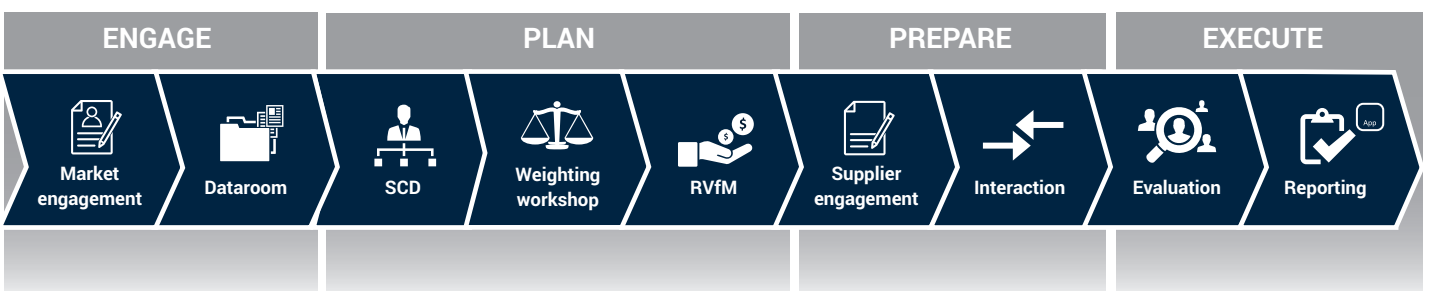 ENGAGE
PLAN
PREPARE
EXECUTE
Market
engagement
Dataroom
SCD
Weighting
workshop
$
$
RVfM
Supplier
engagement
Interaction
Evaluation
App
Reporting